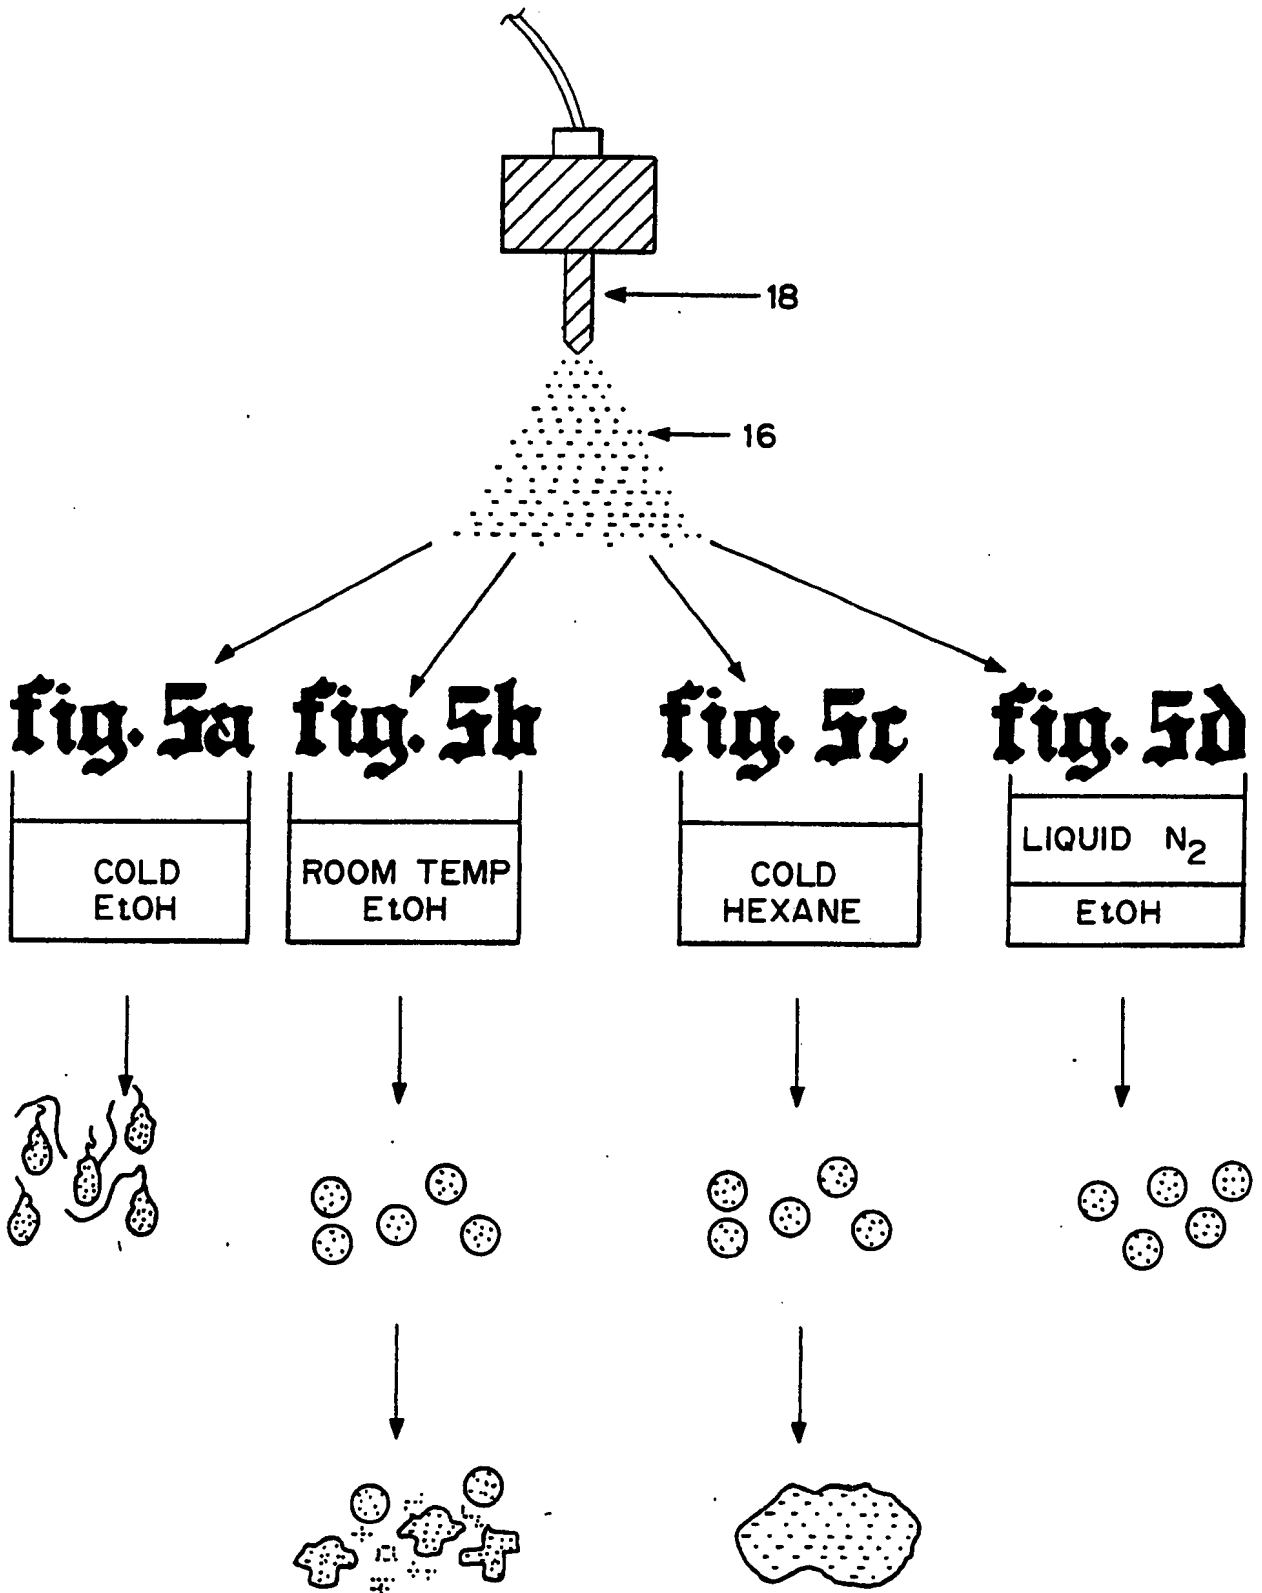 18
16
fig. 5a
fig. 5b
fig. 5c
fig. 5d
COLD
EtOH
ROOM TEMP
EtOH
COLD
HEXANE
LIQUID N2
EtOH